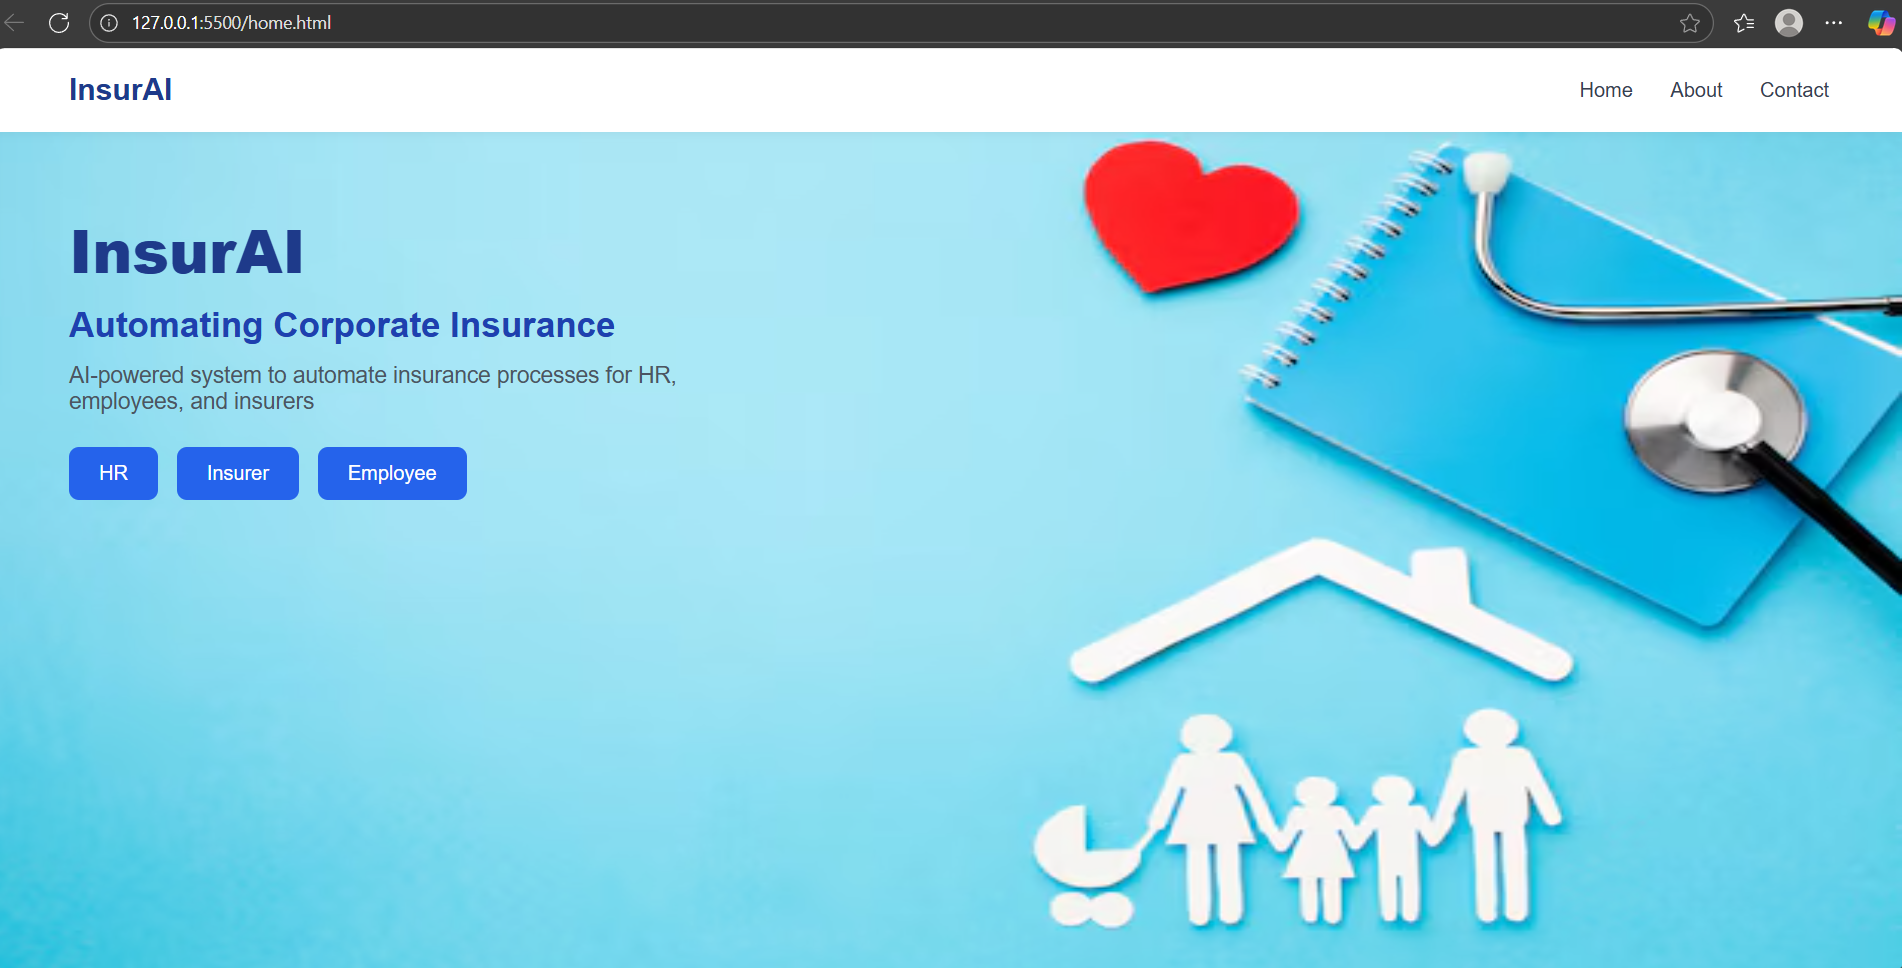 127.0.0.1:5500/home.html
InsurAI
Home About Contact
InsurAI
Automating Corporate Insurance
AI-powered system to automate insurance processes for HR,
employees, and insurers
HR Insurer Employee